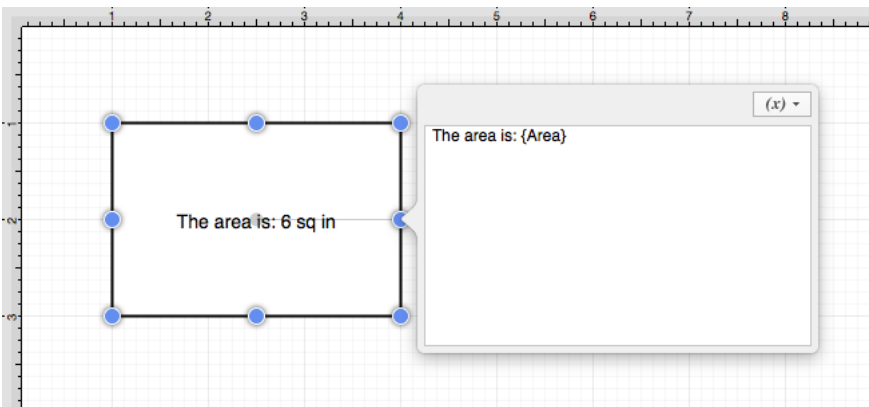 1 2 3 4 5 6 7 8
(x)
1
The area is: {Area}
2
The area is: 6 sq in
3